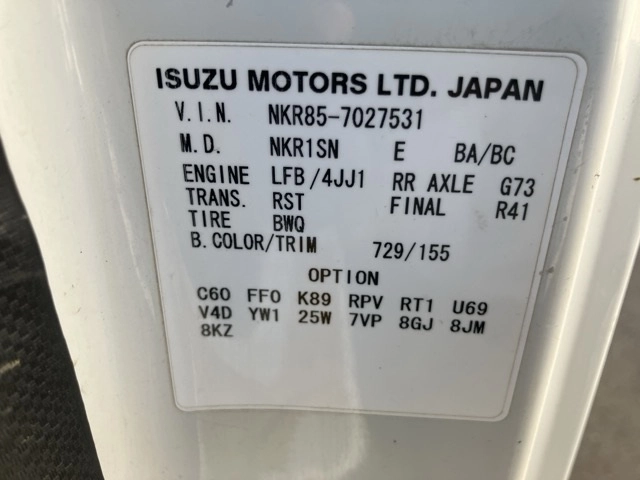 ISUZU MOTORS LTD. JAPAN
V.I.N. NKR85-7027531
M.D. NKR1SN E BA/BC
ENGINE LFB/4JJ1 RR AXLE G73
TRANS. RST FINAL R41
TIRE BWQ
B.COLOR/TRIM 729/155
OPTION
C60 FF0 K89 RPV RT1 U69
V4D YW1 25W 7VP 8GJ 8JM
8KZ